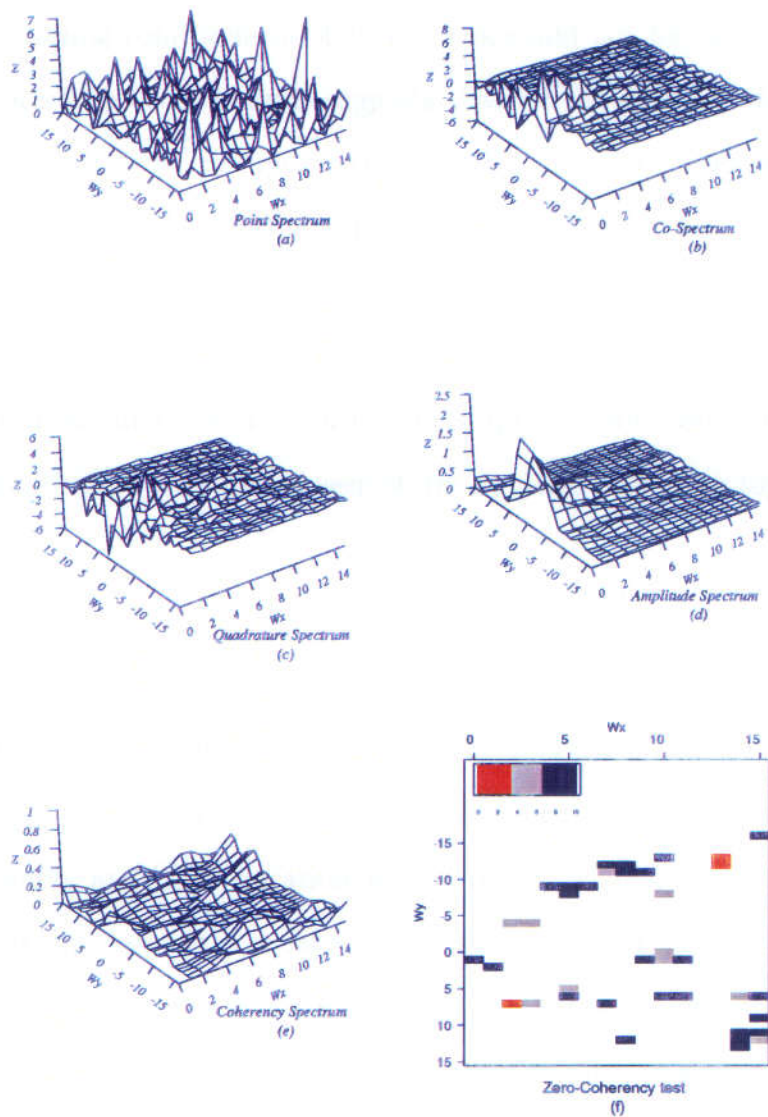 7
6
5
4
3
2
1
0
Z
15 10 5 0 -5 -10 -15
Wy
0 2 4 6 8 10 12 14
Wx
Point Spectrum
(a)
8
6
4
2
0
-2
-4
-6
Z
15 10 5 0 -5 -10 -15
Wy
0 2 4 6 8 10 12 14
Wx
Co-Spectrum
(b)
6
4
2
0
-2
-4
-6
Z
15 10 5 0 -5 -10 -15
Wy
0 2 4 6 8 10 12 14
Wx
Quadrature Spectrum
(c)
2.5
2
1.5
1
0.5
0
Z
15 10 5 0 -5 -10 -15
Wy
0 2 4 6 8 10 12 14
Wx
Amplitude Spectrum
(d)
1
0.8
0.6
0.4
0.2
0
Z
15 10 5 0 -5 -10 -15
Wy
0 2 4 6 8 10 12 14
Wx
Coherency Spectrum
(e)
Wx
0 5 10 15
0 2 4 6 8 10
-15
-10
-5
0
5
10
15
Wy
Zero-Coherency test
(f)